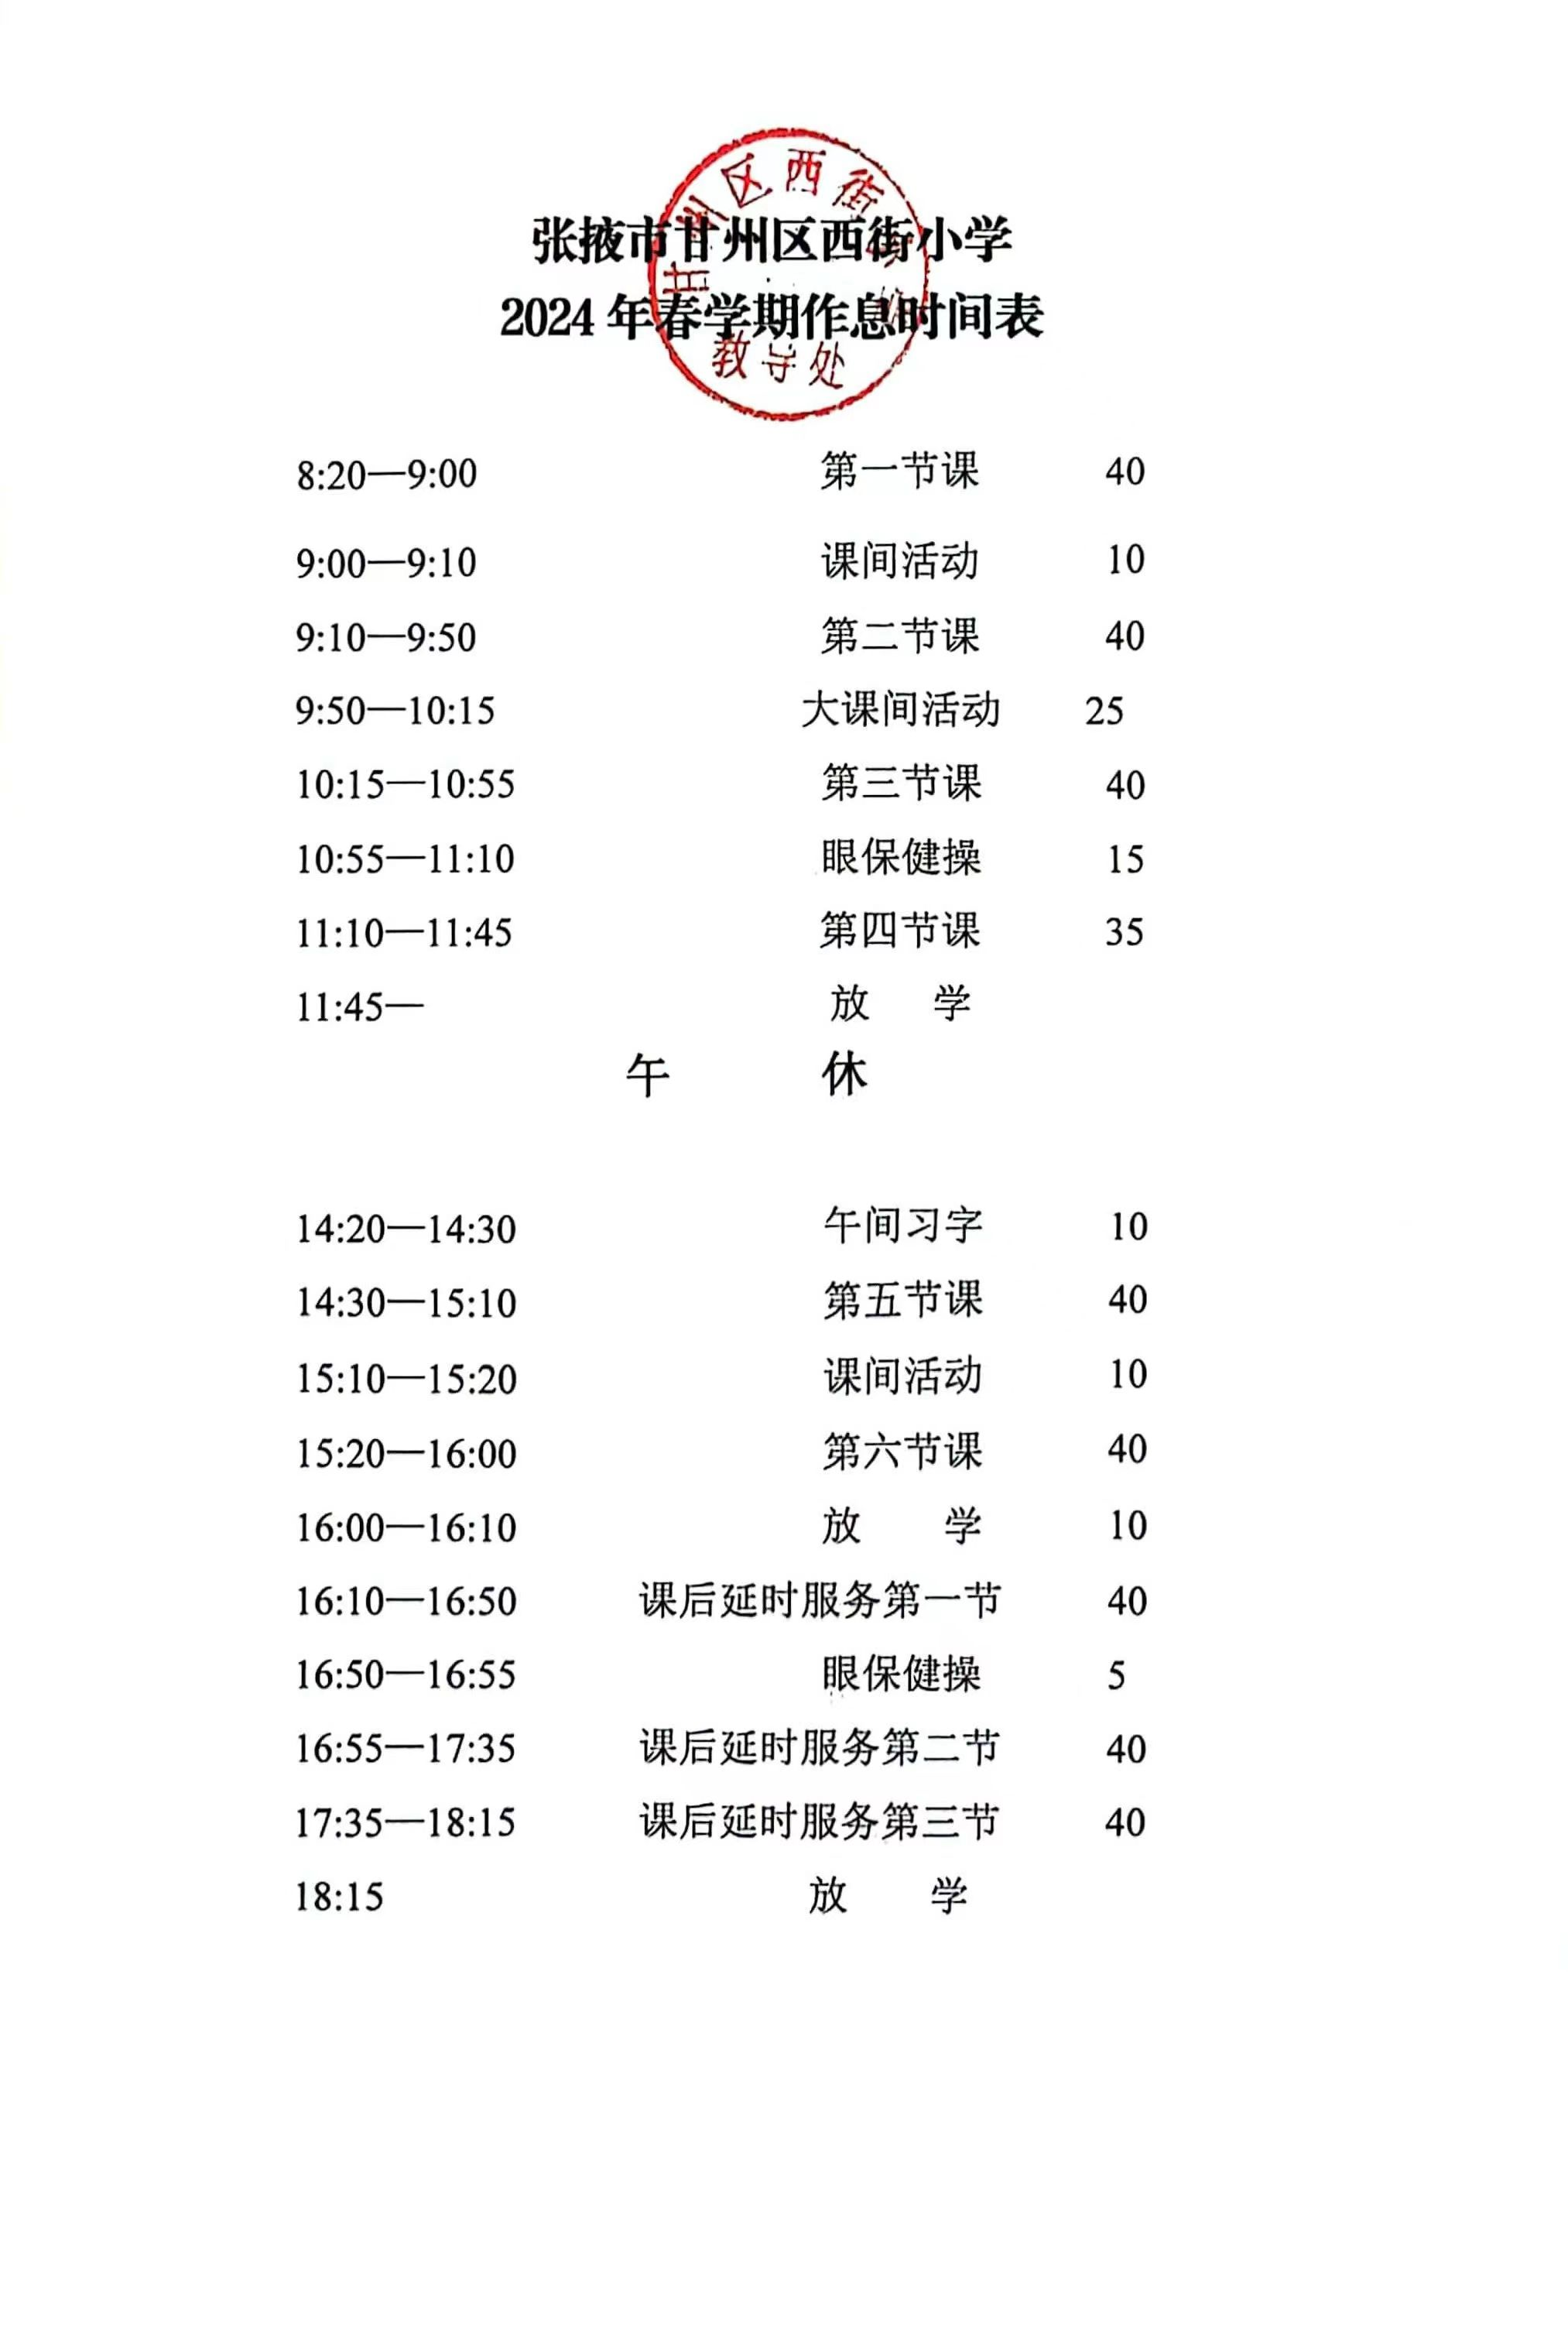 张掖市甘州区西街小学
2024 年春学期作息时间表
甘州区西街
教导处
8:20—9:00 第一节课 40
9:00—9:10 课间活动 10
9:10—9:50 第二节课 40
9:50—10:15 大课间活动 25
10:15—10:55 第三节课 40
10:55—11:10 眼保健操 15
11:10—11:45 第四节课 35
11:45— 放 学
午 休
14:20—14:30 午间习字 10
14:30—15:10 第五节课 40
15:10—15:20 课间活动 10
15:20—16:00 第六节课 40
16:00—16:10 放 学 10
16:10—16:50 课后延时服务第一节 40
16:50—16:55 眼保健操 5
16:55—17:35 课后延时服务第二节 40
17:35—18:15 课后延时服务第三节 40
18:15 放 学